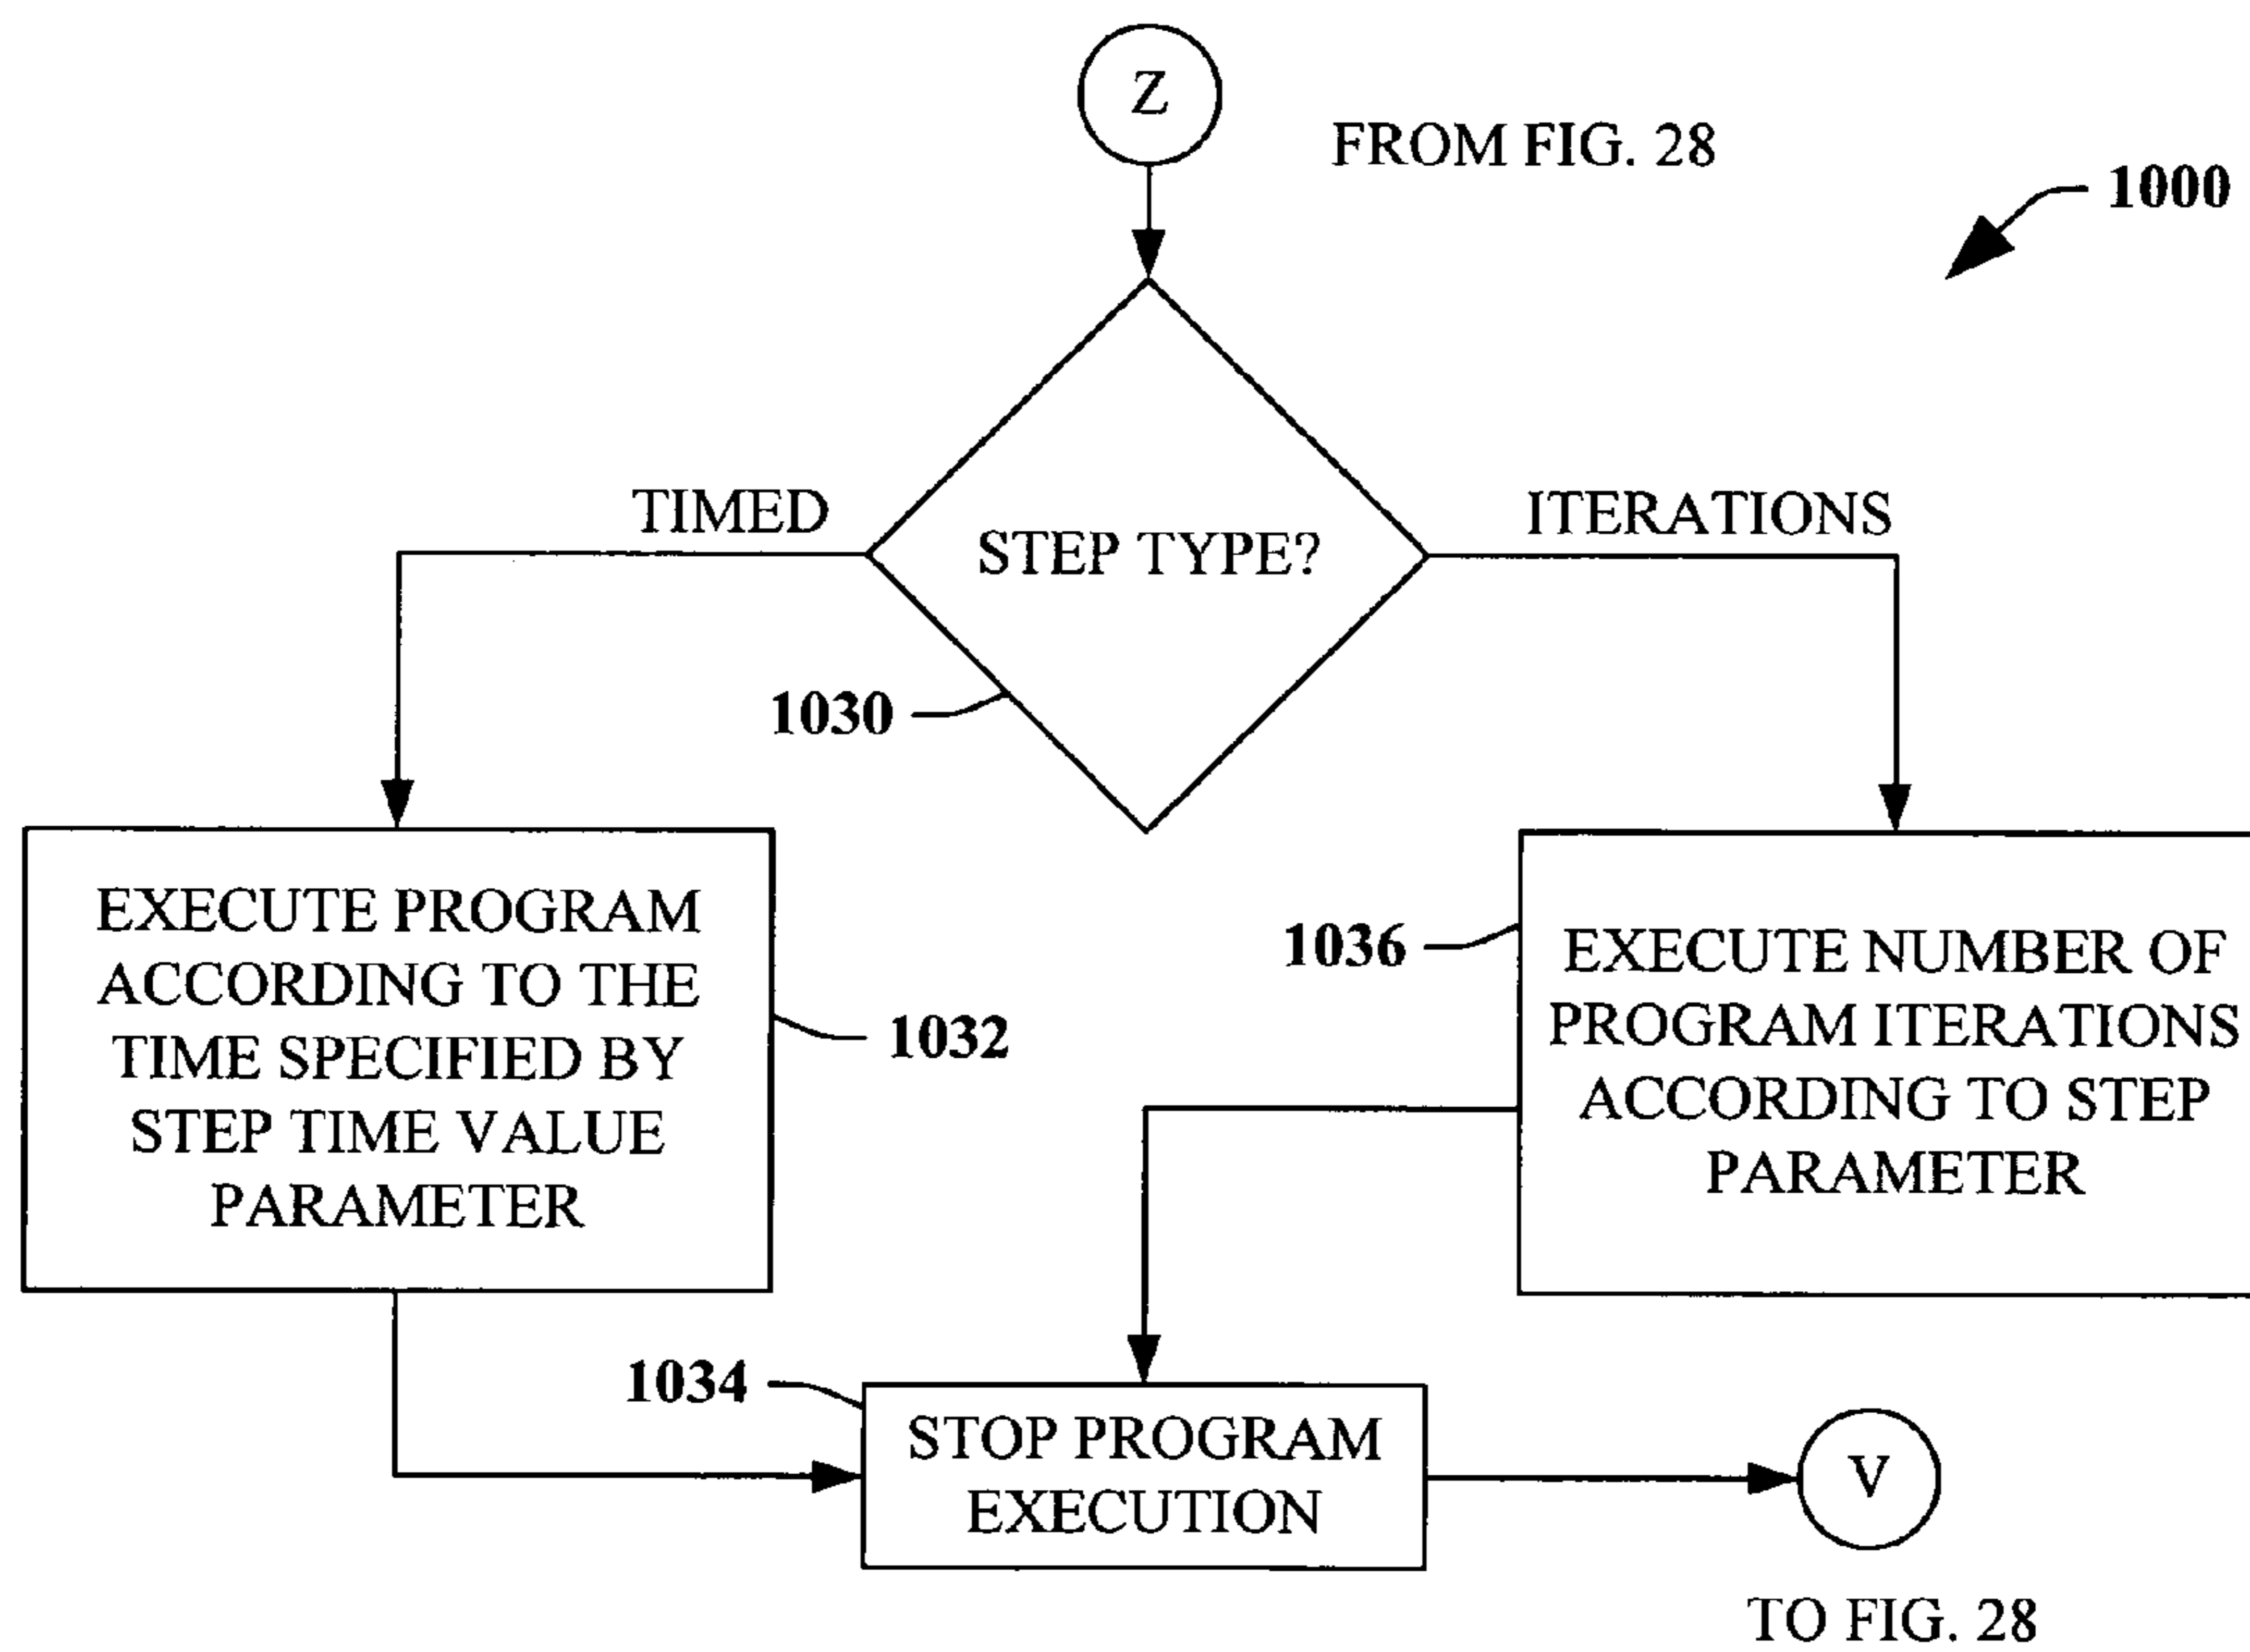 Z
FROM FIG. 28
1000
TIMED
ITERATIONS
STEP TYPE?
1030
EXECUTE PROGRAM
ACCORDING TO THE
TIME SPECIFIED BY
STEP TIME VALUE
PARAMETER
1032
1036
EXECUTE NUMBER OF
PROGRAM ITERATIONS
ACCORDING TO STEP
PARAMETER
1034
STOP PROGRAM
EXECUTION
V
TO FIG. 28